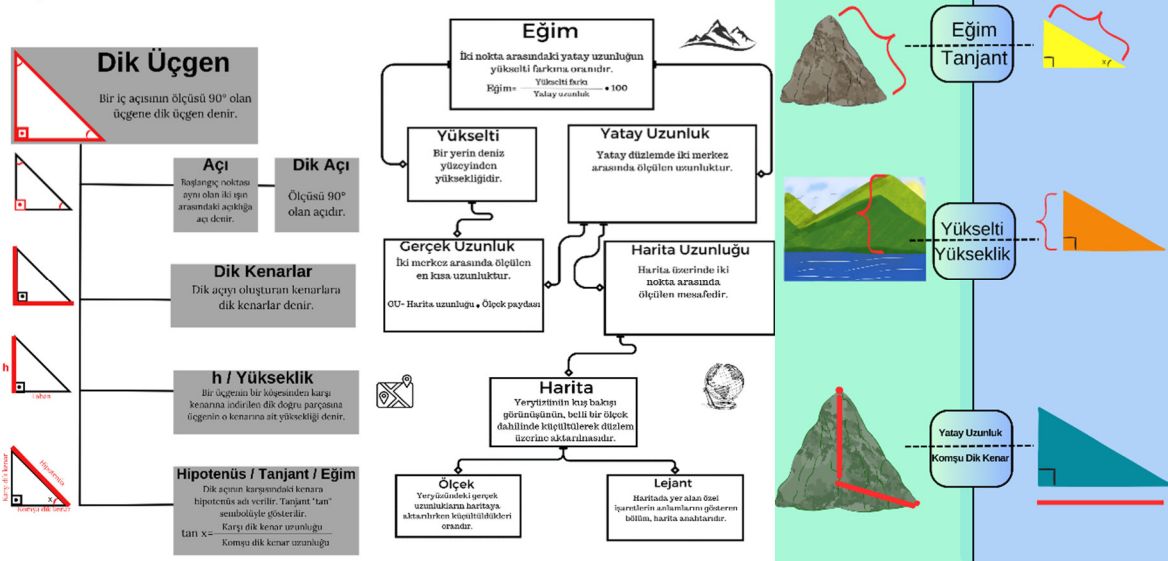 Dik Üçgen
Bir iç açısının ölçüsü 90° olan
üçgene dik üçgen denir.
Açı
Başlangıç noktası
aynı olan iki ışın
arasındaki açıklığa
açı denir.
Dik Açı
Ölçüsü 90°
olan açıdır.
Dik Kenarlar
Dik açıyı oluşturan kenarlara
dik kenarlar denir.
h
Taban
h / Yükseklik
Bir üçgenin bir köşesinden karşı
kenarına indirilen dik doğru parçasına
üçgenin o kenarına ait yüksekliği denir.
Karşı dik kenar
Hipotenüs
x
Komşu dik kenar
Hipotenüs / Tanjant / Eğim
Dik açının karşısındaki kenara
hipotenüs adı verilir. Tanjant "tan"
sembolüyle gösterilir.
tan x=
Karşı dik kenar uzunluğu
Komşu dik kenar uzunluğu
Eğim
İki nokta arasındaki yatay uzunluğun
yükselti farkına oranıdır.
Eğim= Yükselti farkı • 100
Yatay uzunluk
Yükselti
Bir yerin deniz
yüzeyinden
yüksekliğidir.
Yatay Uzunluk
Yatay düzlemde iki merkez
arasında ölçülen uzunluktur.
Gerçek Uzunluk
İki merkez arasında ölçülen
en kısa uzunluktur.
GU= Harita uzunluğu • Ölçek paydası
Harita Uzunluğu
Harita üzerinde iki
nokta arasında
ölçülen mesafedir.
Harita
Yeryüzünün kuş bakışı
görünüşünün, belli bir ölçek
dahilinde küçültülerek düzlem
üzerine aktarılmasıdır.
Ölçek
Yeryüzündeki gerçek
uzunlukların haritaya
aktarılırken küçültüldükleri
orandır.
Lejant
Haritada yer alan özel
işaretlerin anlamlarını gösteren
bölüm, harita anahtarıdır.
Eğim
Tanjant
x
Yükselti
Yükseklik
Yatay Uzunluk
Komşu Dik Kenar